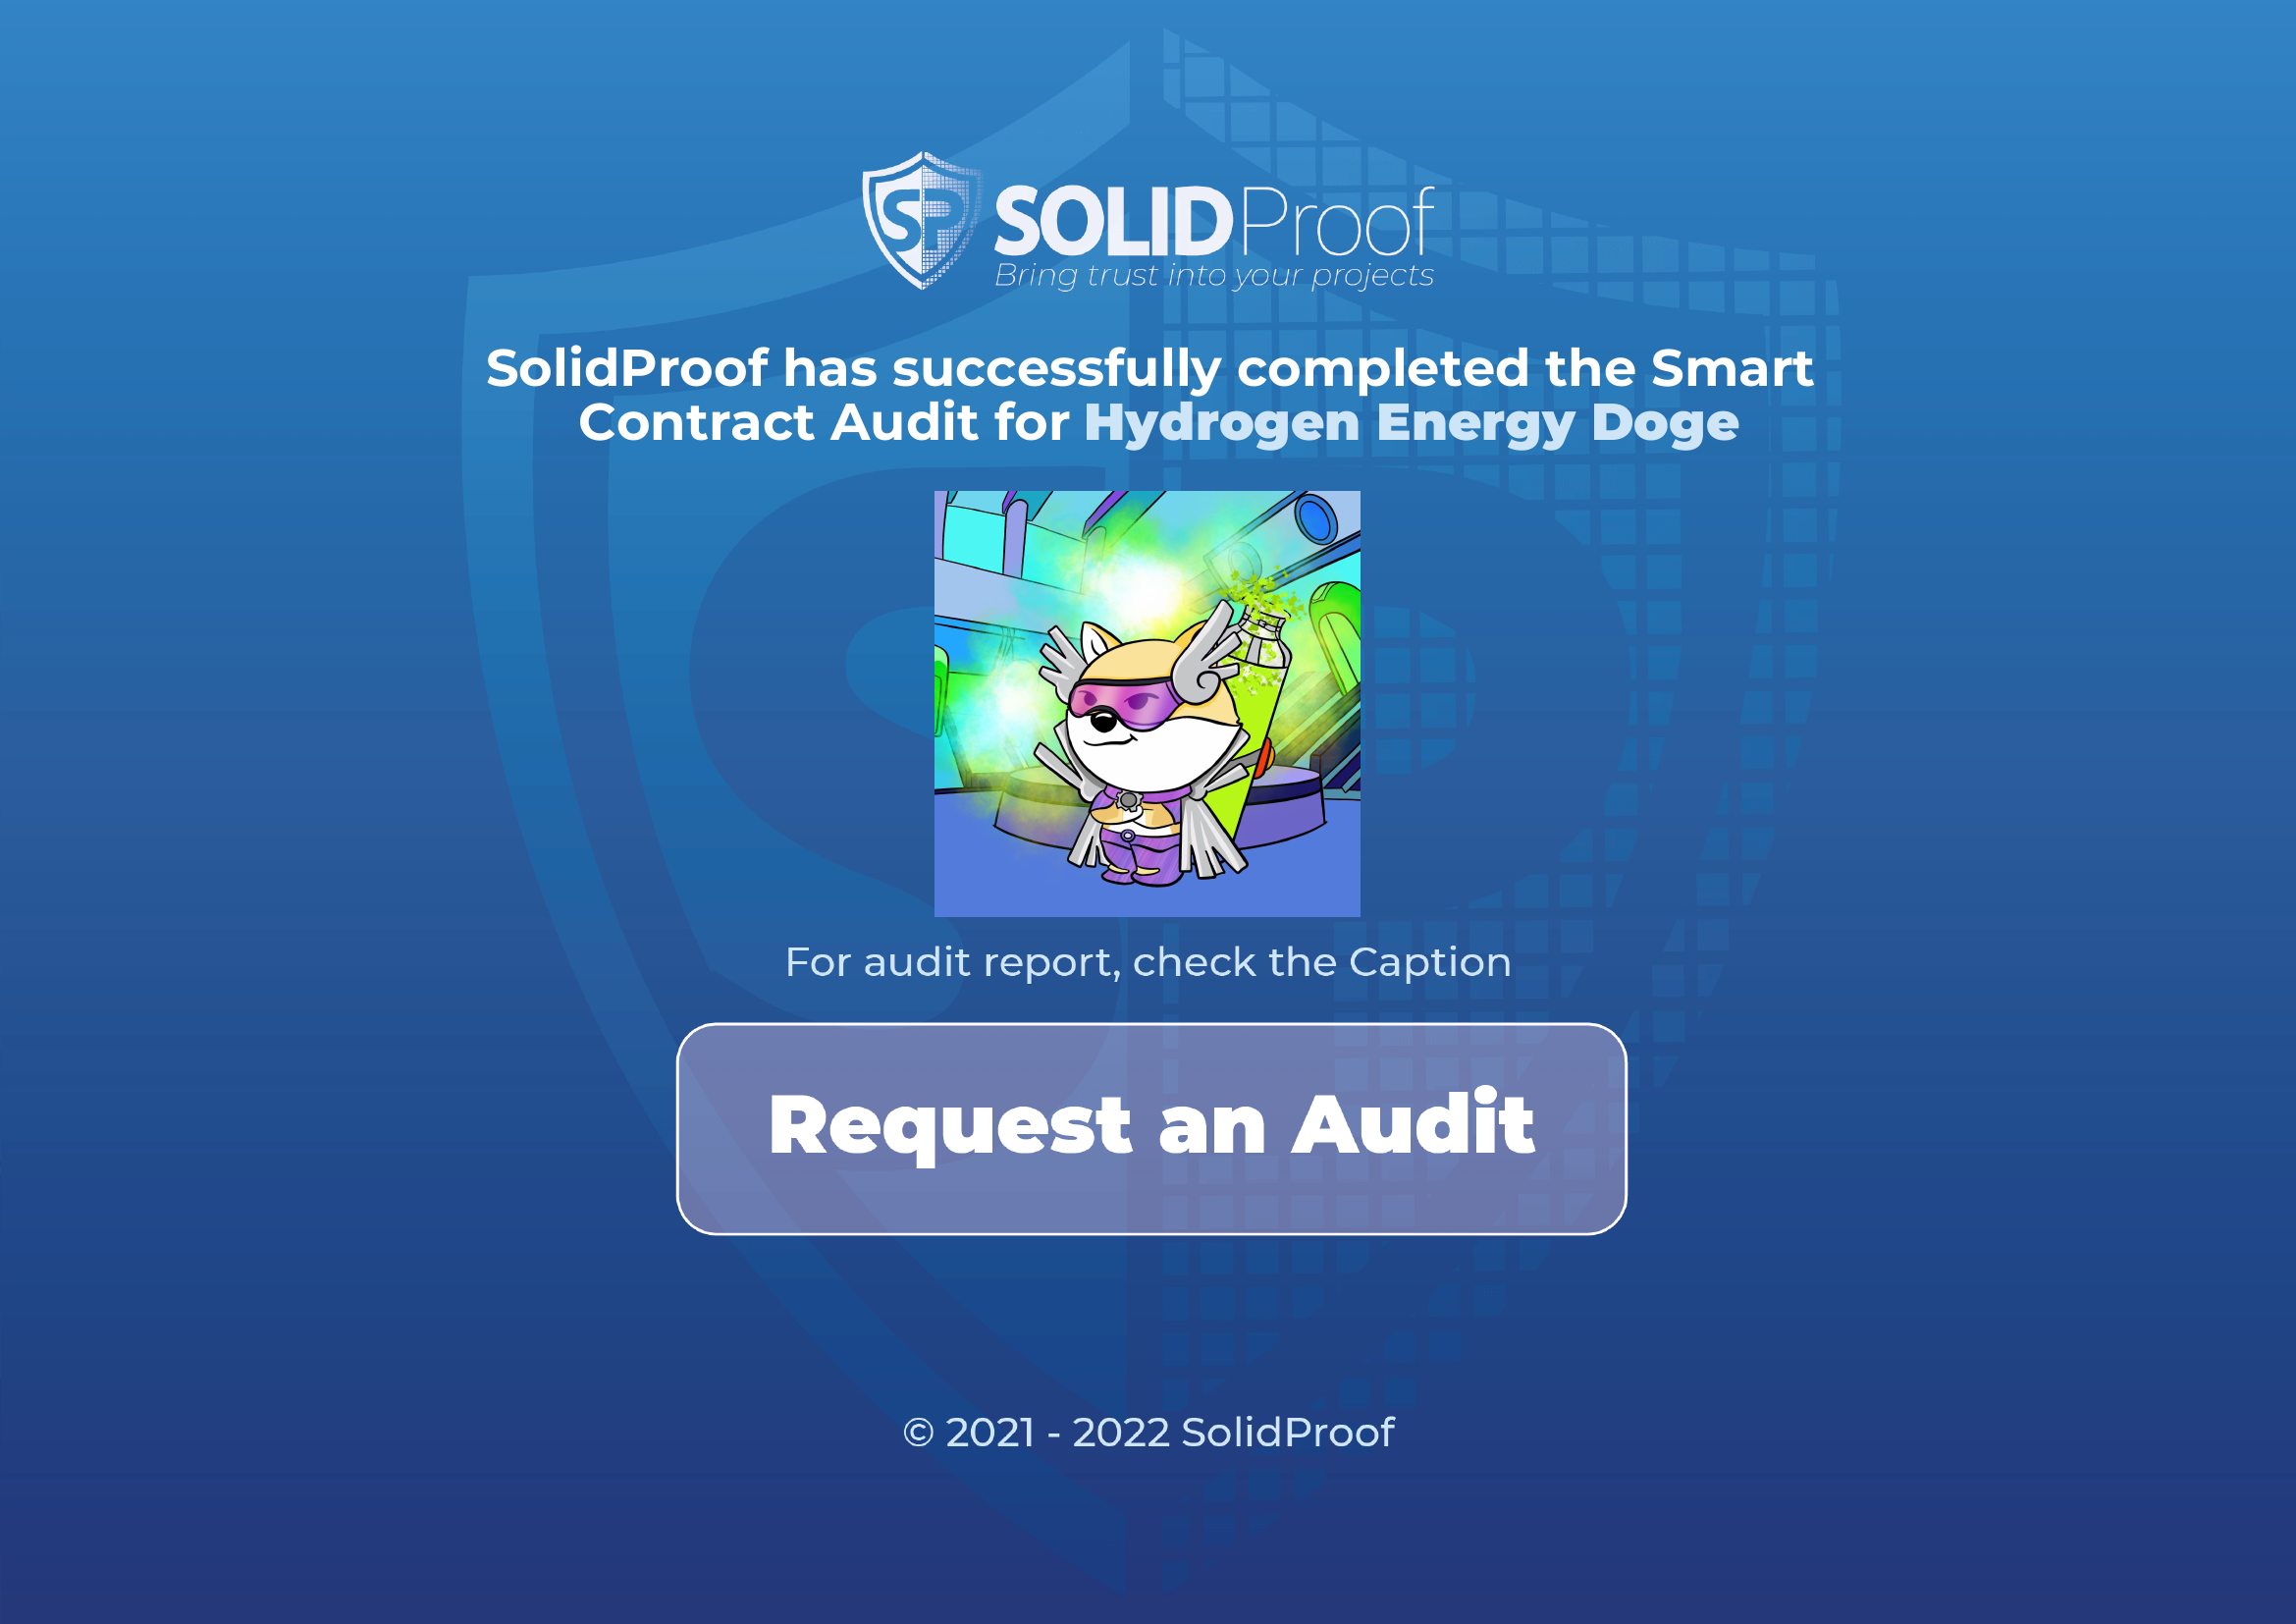 SP SOLIDProof
Bring trust into your projects
SolidProof has successfully completed the Smart
Contract Audit for Hydrogen Energy Doge
For audit report, check the Caption
Request an Audit
© 2021 - 2022 SolidProof